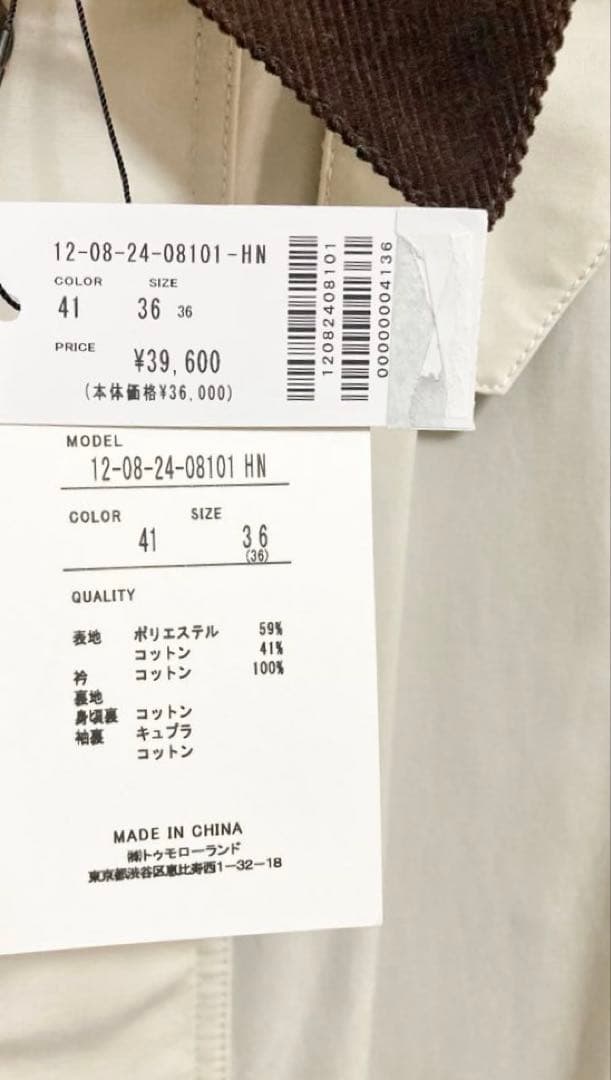 12-08-24-08101-HN
COLOR SIZE
41 36 36
PRICE ¥39,600
(本体価格¥36,000)
12082408101
00000004136
MODEL
12-08-24-08101 HN
COLOR SIZE
41 36
(36)
QUALITY
表地 ポリエステル 59%
コットン 41%
衿 コットン 100%
裏地
身頃裏 コットン
袖裏 キュプラ
コットン
MADE IN CHINA
㈱トゥモローランド
東京都渋谷区恵比寿西1-32-18